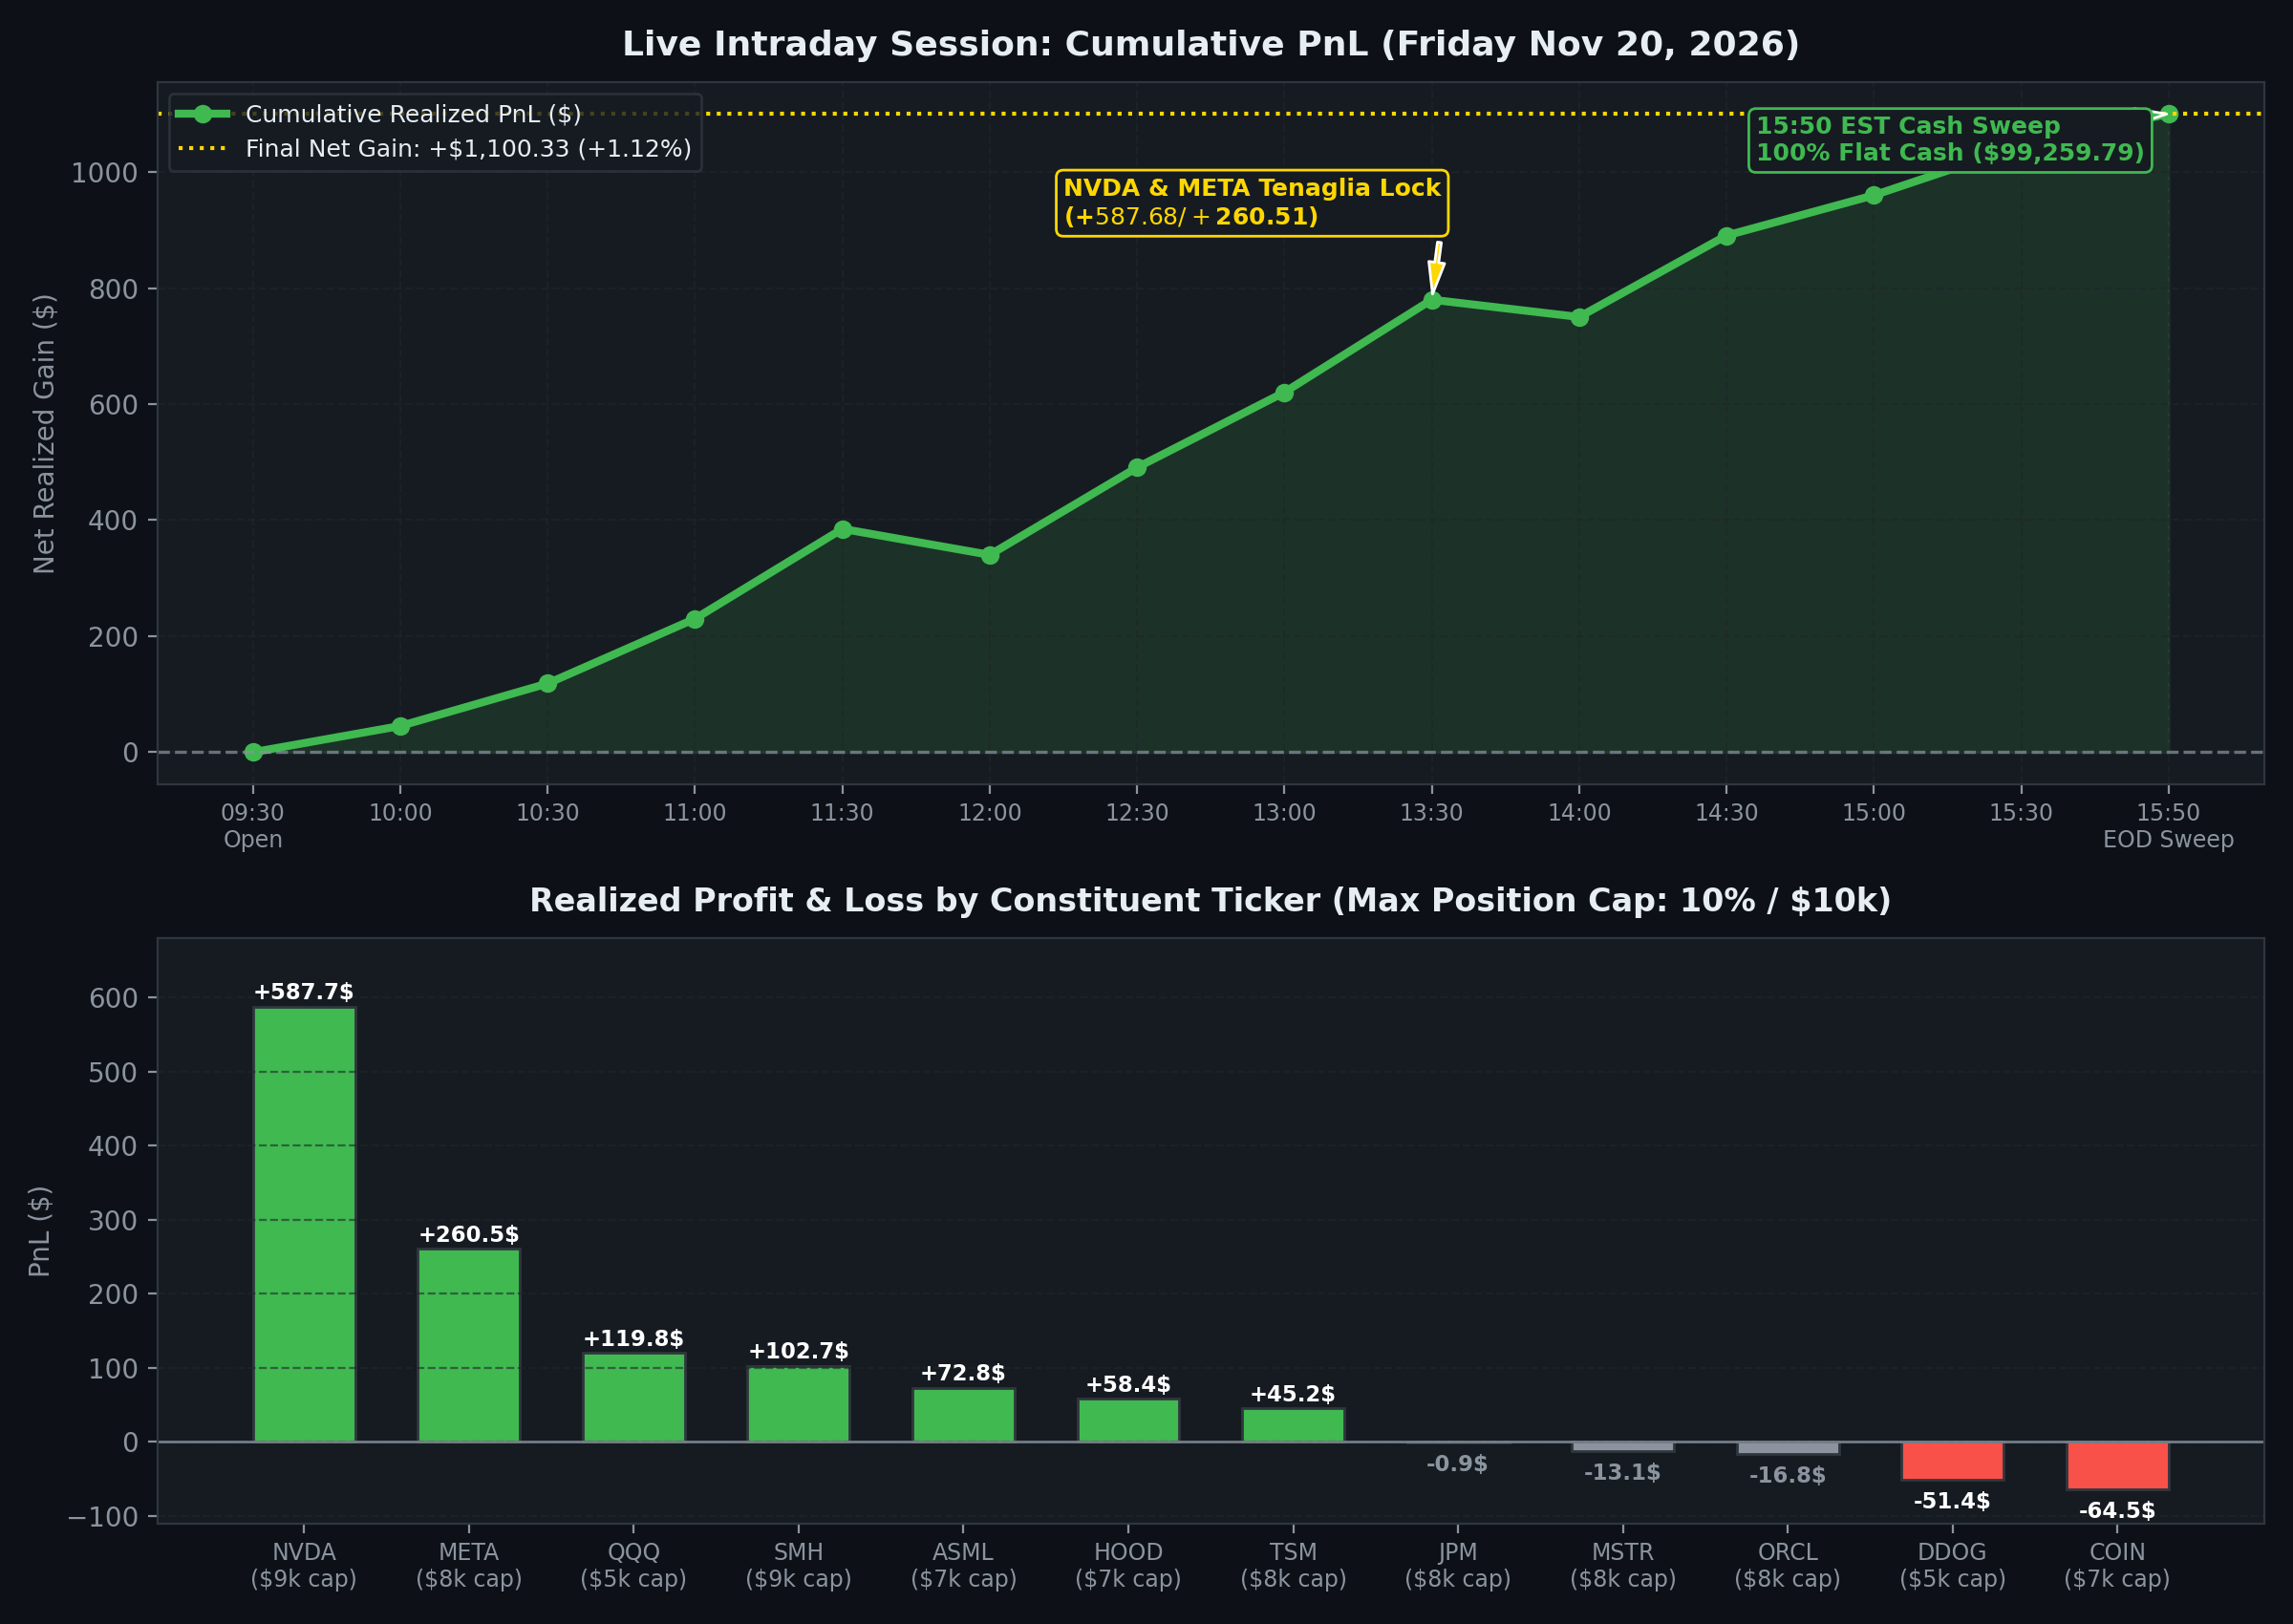 Live Intraday Session: Cumulative PnL (Friday Nov 20, 2026)
Cumulative Realized PnL ($)
Final Net Gain: +$1,100.33 (+1.12%)
15:50 EST Cash Sweep
100% Flat Cash ($99,259.79)
NVDA & META Tenaglia Lock
(+587.68/+260.51)
Net Realized Gain ($)
1000
800
600
400
200
0
09:30 10:00 10:30 11:00 11:30 12:00 12:30 13:00 13:30 14:00 14:30 15:00 15:30 15:50
Open EOD Sweep
Realized Profit & Loss by Constituent Ticker (Max Position Cap: 10% / $10k)
PnL ($)
600
500
400
300
200
100
0
−100
+587.7$
+260.5$
+119.8$
+102.7$
+72.8$
+58.4$
+45.2$
-0.9$
-13.1$
-16.8$
-51.4$
-64.5$
NVDA META QQQ SMH ASML HOOD TSM JPM MSTR ORCL DDOG COIN
($9k cap) ($8k cap) ($5k cap) ($9k cap) ($7k cap) ($7k cap) ($8k cap) ($8k cap) ($8k cap) ($8k cap) ($5k cap) ($7k cap)